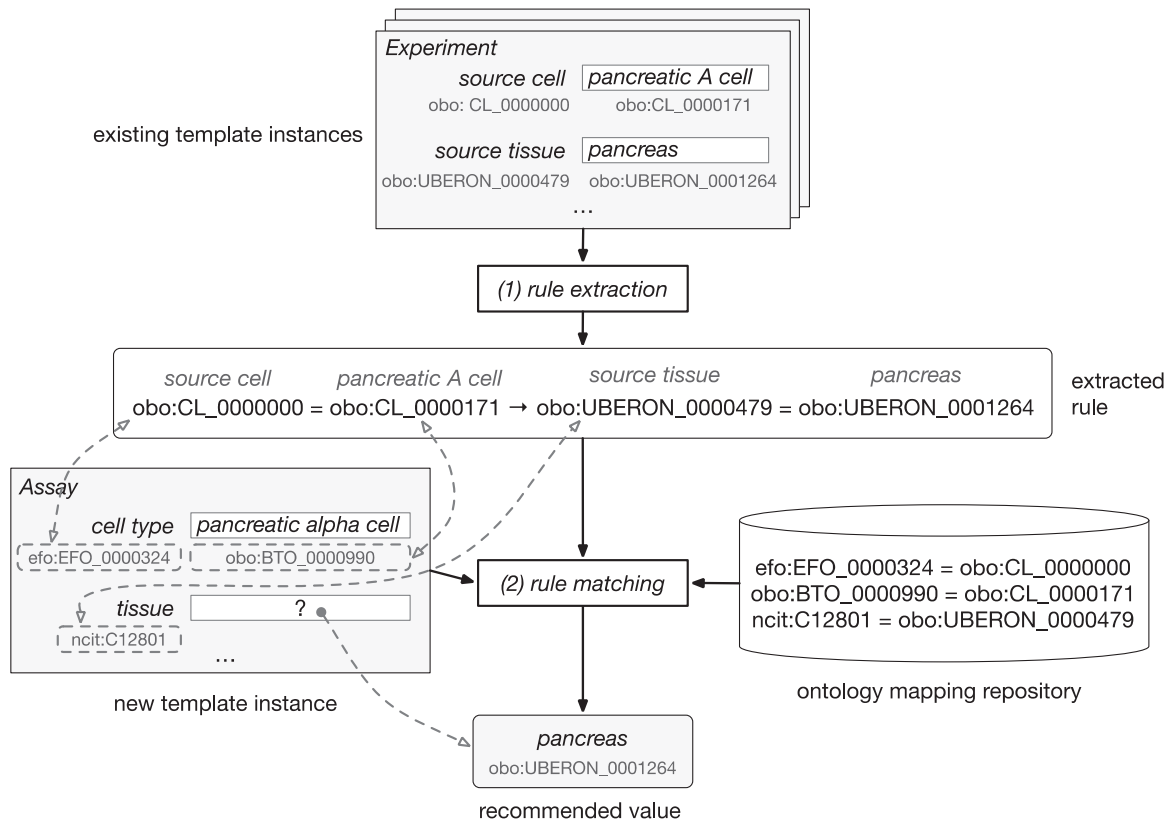 Experiment
source cell pancreatic A cell
obo: CL_0000000 obo:CL_0000171
existing template instances
source tissue pancreas
obo:UBERON_0000479 obo:UBERON_0001264
...
(1) rule extraction
source cell pancreatic A cell source tissue pancreas
obo:CL_0000000 = obo:CL_0000171 → obo:UBERON_0000479 = obo:UBERON_0001264
extracted
rule
Assay
cell type pancreatic alpha cell
efo:EFO_0000324 obo:BTO_0000990
tissue ?
ncit:C12801
...
new template instance
(2) rule matching
efo:EFO_0000324 = obo:CL_0000000
obo:BTO_0000990 = obo:CL_0000171
ncit:C12801 = obo:UBERON_0000479
ontology mapping repository
pancreas
obo:UBERON_0001264
recommended value